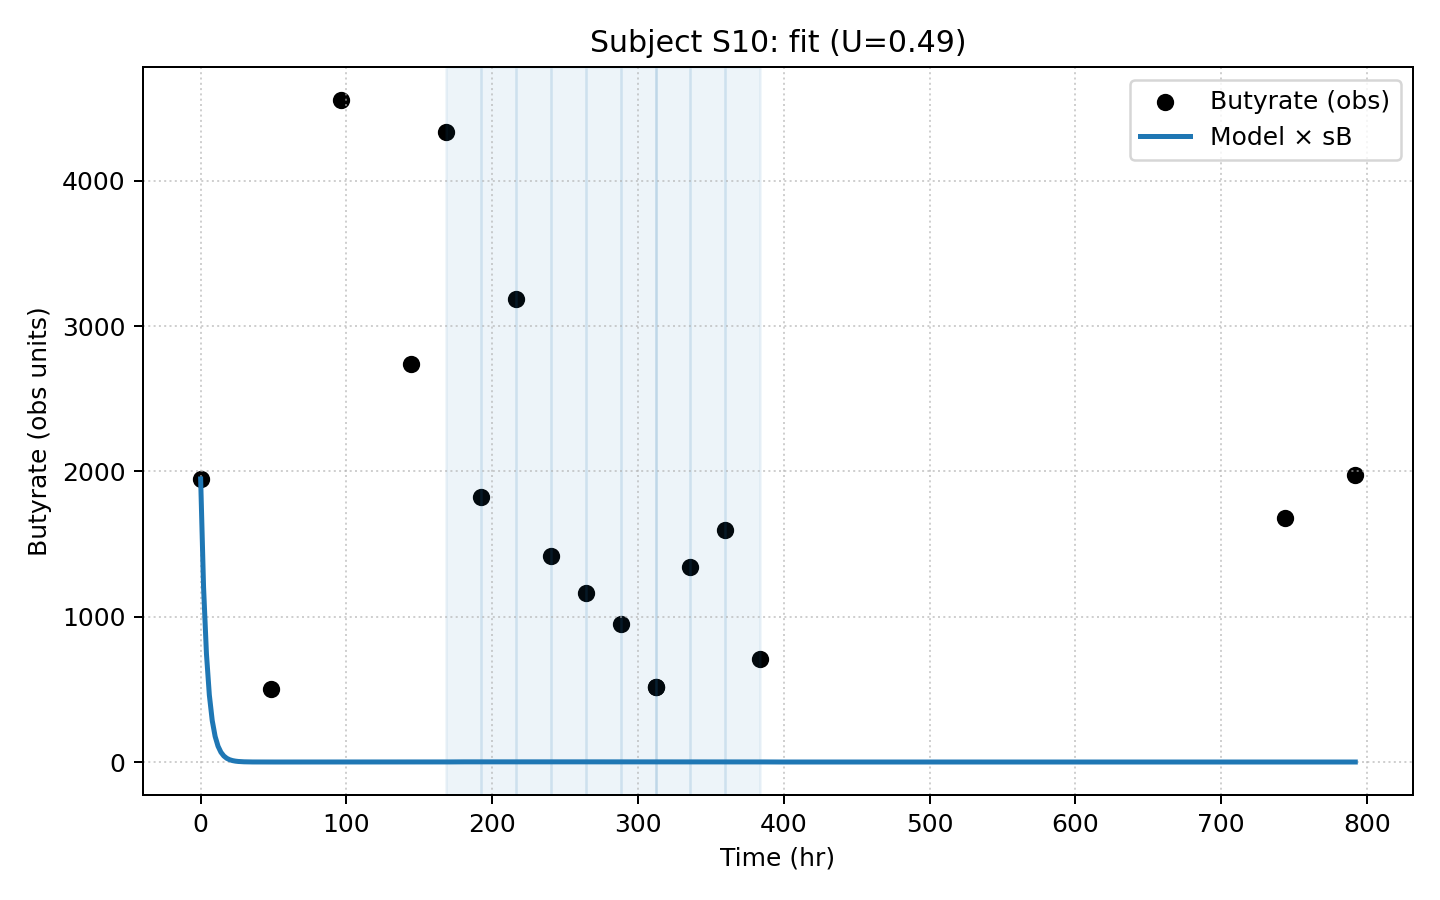 Subject S10: fit (U=0.49)
Butyrate (obs)
Model × sB
Butyrate (obs units)
4000
3000
2000
1000
0
0 100 200 300 400 500 600 700 800
Time (hr)